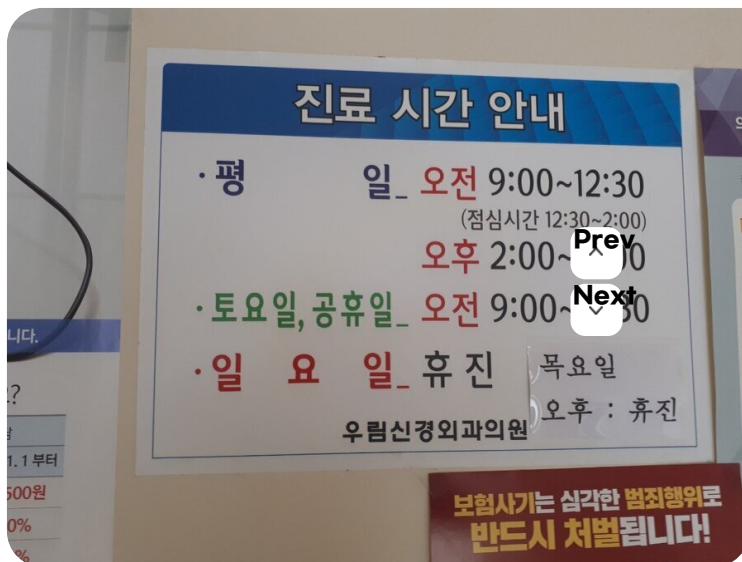 진료 시간 안내
·평 일_ 오전 9:00~12:30
(점심시간 12:30~2:00)
오후 2:00~ 00
Prev
·토요일,공휴일_ 오전 9:00~ 30
Next
·일 요 일_ 휴 진
목요일
오후 : 휴진
우림신경외과의원
니다.
?
1. 1 부터
500원
0%
%
보험사기는 심각한 범죄행위로
반드시 처벌됩니다!